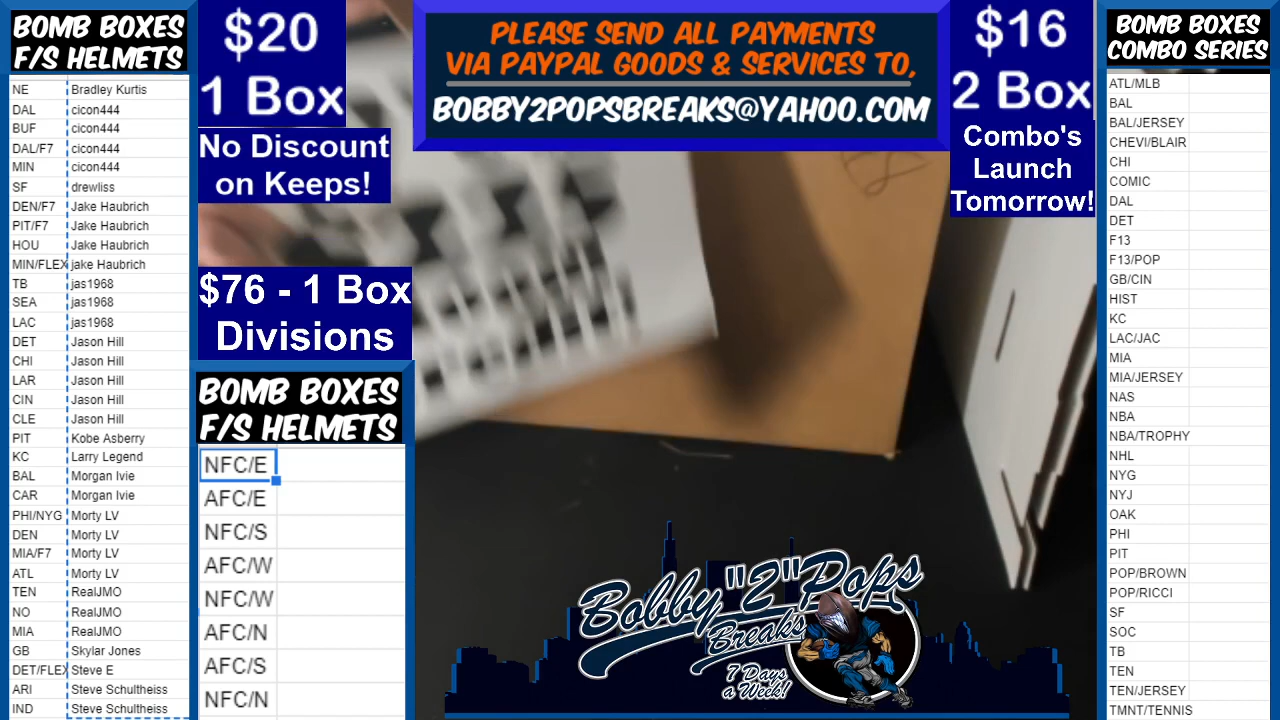 BOMB BOXES
F/S HELMETS
NE Bradley Kurtis
DAL cicon444
BUF cicon444
DAL/F7 cicon444
MIN cicon444
SF drewliss
DEN/F7 Jake Haubrich
PIT/F7 Jake Haubrich
HOU Jake Haubrich
MIN/FLEX jake Haubrich
TB jas1968
SEA jas1968
LAC jas1968
DET Jason Hill
CHI Jason Hill
LAR Jason Hill
CIN Jason Hill
CLE Jason Hill
PIT Kobe Asberry
KC Larry Legend
BAL Morgan Ivie
CAR Morgan Ivie
PHI/NYG Morty LV
DEN Morty LV
MIA/F7 Morty LV
ATL Morty LV
TEN RealJMO
NO RealJMO
MIA RealJMO
GB Skylar Jones
DET/FLEX Steve E
ARI Steve Schultheiss
IND Steve Schultheiss
$20
1 Box
No Discount
on Keeps!
$76 - 1 Box
Divisions
BOMB BOXES
F/S HELMETS
NFC/E
AFC/E
NFC/S
AFC/W
NFC/W
AFC/N
AFC/S
NFC/N
PLEASE SEND ALL PAYMENTS
VIA PAYPAL GOODS & SERVICES TO,
BOBBY2POPSBREAKS@YAHOO.COM
Bobby "2" Pops
Breaks
7 Days
a Week!
$16
2 Box
Combo's
Launch
Tomorrow!
BOMB BOXES
COMBO SERIES
ATL/MLB
BAL
BAL/JERSEY
CHEVI/BLAIR
CHI
COMIC
DAL
DET
F13
F13/POP
GB/CIN
HIST
KC
LAC/JAC
MIA
MIA/JERSEY
NAS
NBA
NBA/TROPHY
NHL
NYG
NYJ
OAK
PHI
PIT
POP/BROWN
POP/RICCI
SF
SOC
TB
TEN
TEN/JERSEY
TMNT/TENNIS